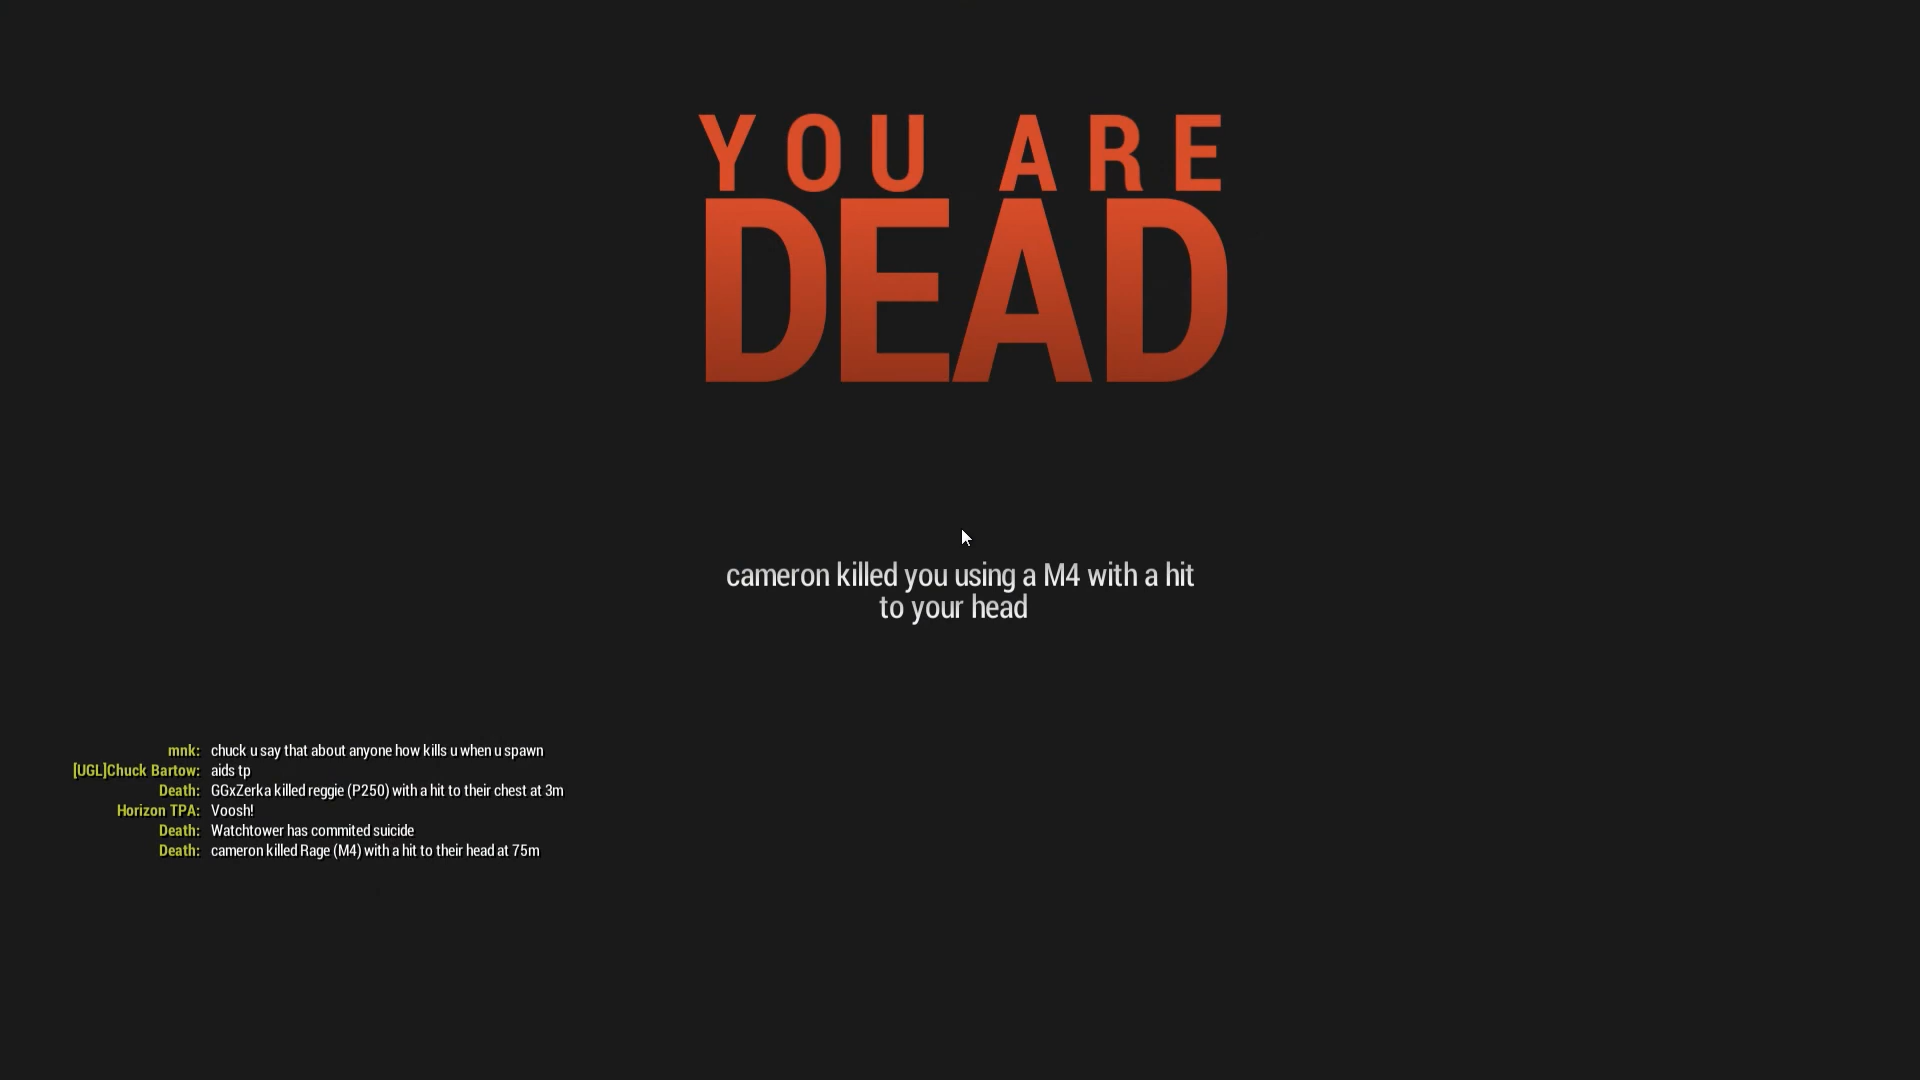 YOU ARE
DEAD
cameron killed you using a M4 with a hit
to your head
mnk: chuck u say that about anyone how kills u when u spawn
[UGL]Chuck Bartow: aids tp
Death: GGxZerka killed reggie (P250) with a hit to their chest at 3m
Horizon TPA: Voosh!
Death: Watchtower has commited suicide
Death: cameron killed Rage (M4) with a hit to their head at 75m